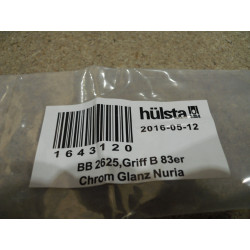 hülsta
2016-05-12
1643120
BB 2625,Griff B 83er
Chrom Glanz Nuria